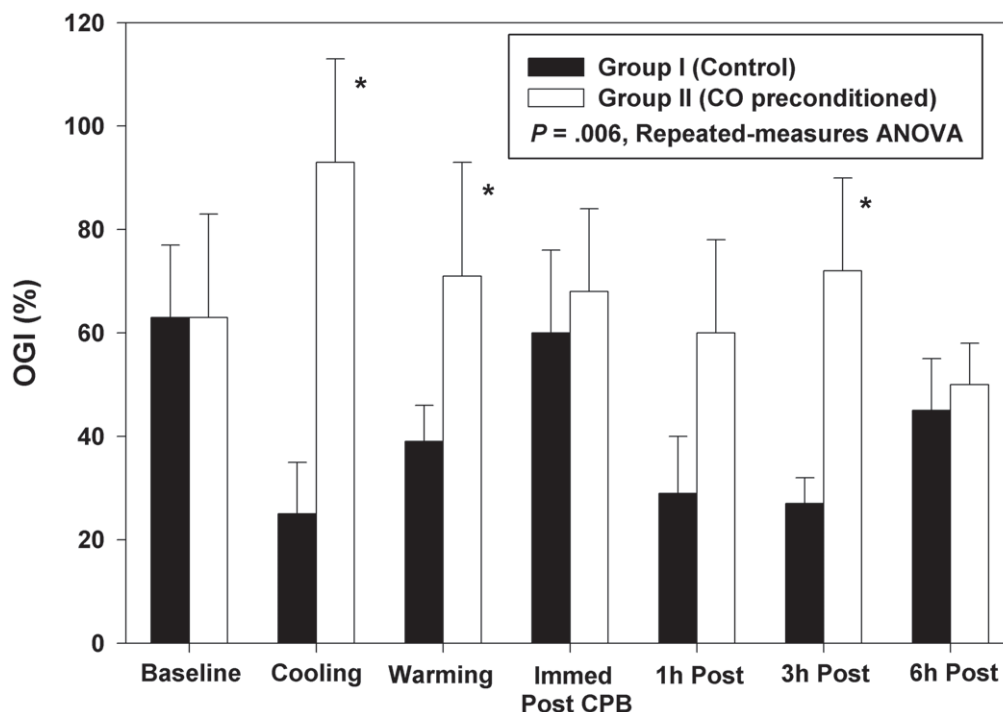 120
100
80
60
40
20
0
OGI (%)
Group I (Control)
Group II (CO preconditioned)
P = .006, Repeated-measures ANOVA
*
*
*
Baseline
Cooling
Warming
Immed
Post CPB
1h Post
3h Post
6h Post